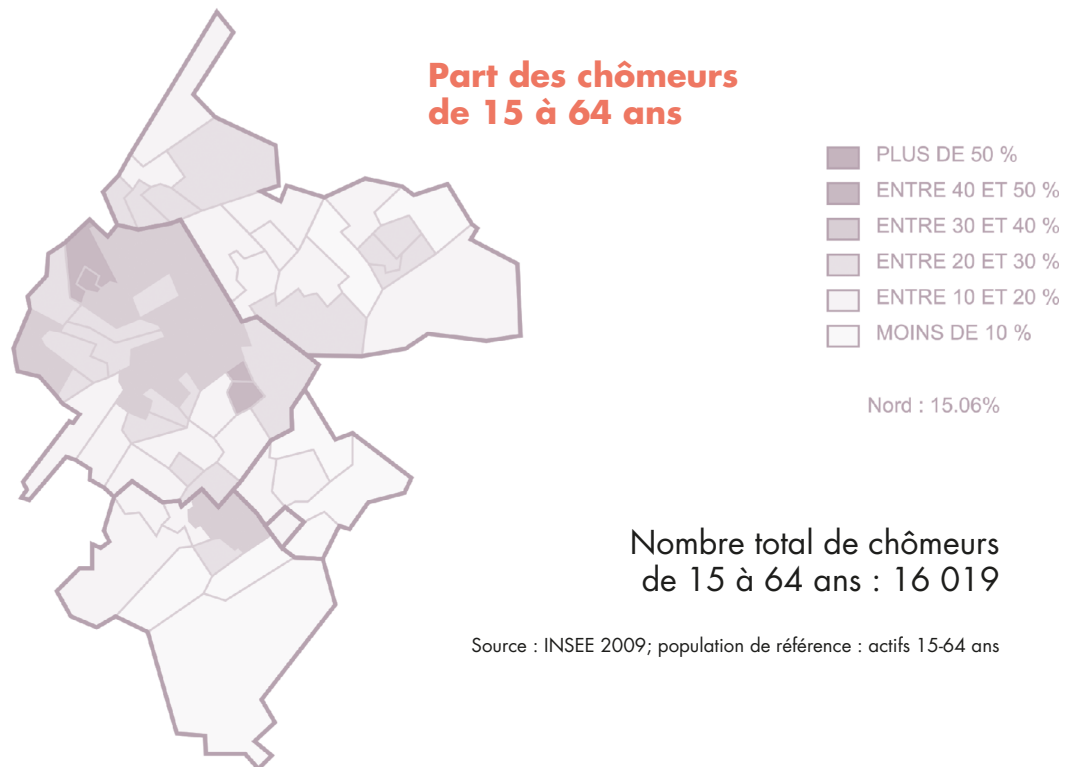 Part des chômeurs
de 15 à 64 ans
PLUS DE 50 %
ENTRE 40 ET 50 %
ENTRE 30 ET 40 %
ENTRE 20 ET 30 %
ENTRE 10 ET 20 %
MOINS DE 10 %
Nord : 15.06%
Nombre total de chômeurs
de 15 à 64 ans : 16 019
Source : INSEE 2009; population de référence : actifs 15-64 ans